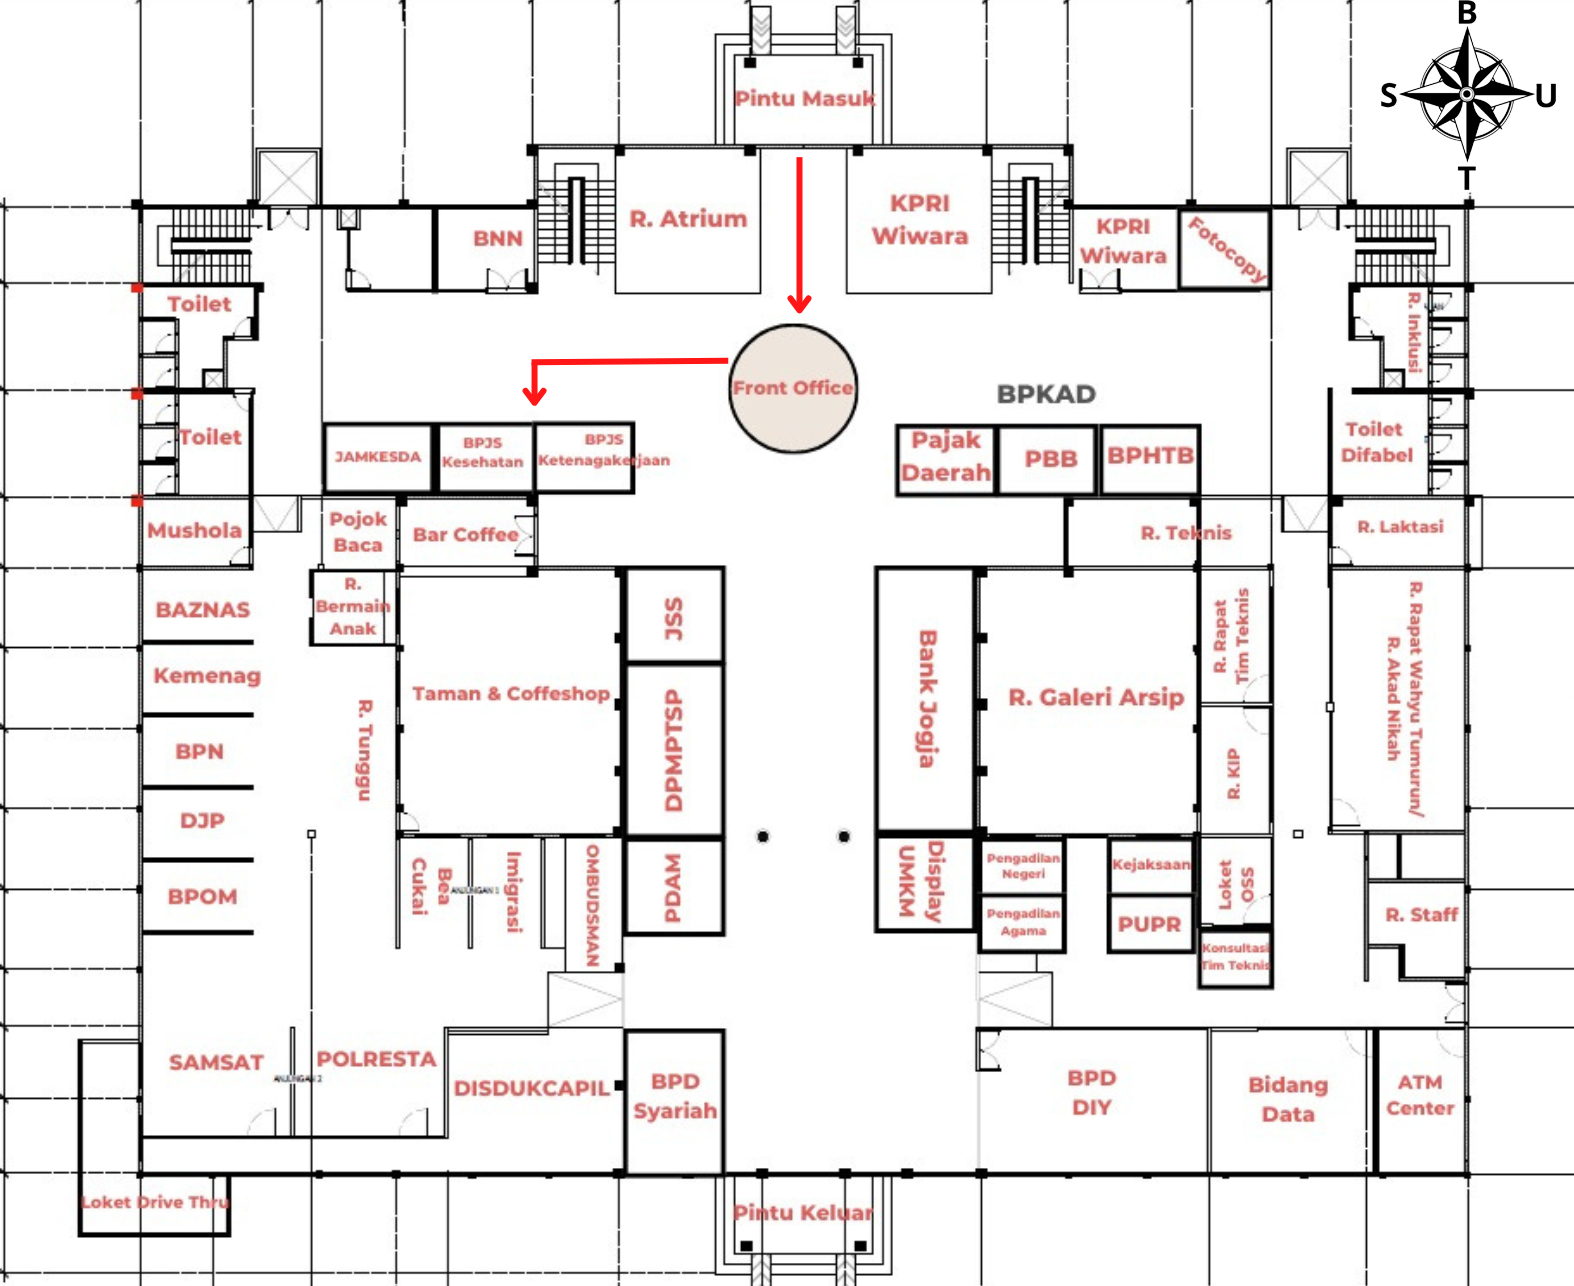 B
S
U
T
Pintu Masuk
R. Atrium
KPRI
Wiwara
BNN
KPRI
Wiwara
Fotocopy
Toilet
R. Inklusi
Front Office
BPKAD
Toilet
JAMKESDA
BPJS
Kesehatan
BPJS
Ketenagakerjaan
Pajak
Daerah
PBB
BPHTB
Toilet
Difabel
Mushola
Pojok
Baca
Bar Coffee
R. Teknis
R. Laktasi
BAZNAS
R.
Bermain
Anak
JSS
Bank Jogja
R. Rapat
Tim Teknis
R. Rapat Wahyu Tumurun/
R. Akad Nikah
Kemenag
Taman & Coffeshop
R. Galeri Arsip
R. Tunggu
DPMPTSP
BPN
R. KIP
DJP
BPOM
Bea
Cukai
ANJUNGAN 1
Imigrasi
OMBUDSMAN
PDAM
Display
UMKM
Pengadilan
Negeri
Kejaksaan
Loket
OSS
Pengadilan
Agama
PUPR
R. Staff
Konsultasi
Tim Teknis
SAMSAT
ANJUNGAN 2
POLRESTA
DISDUKCAPIL
BPD
Syariah
BPD
DIY
Bidang
Data
ATM
Center
Loket Drive Thru
Pintu Keluar